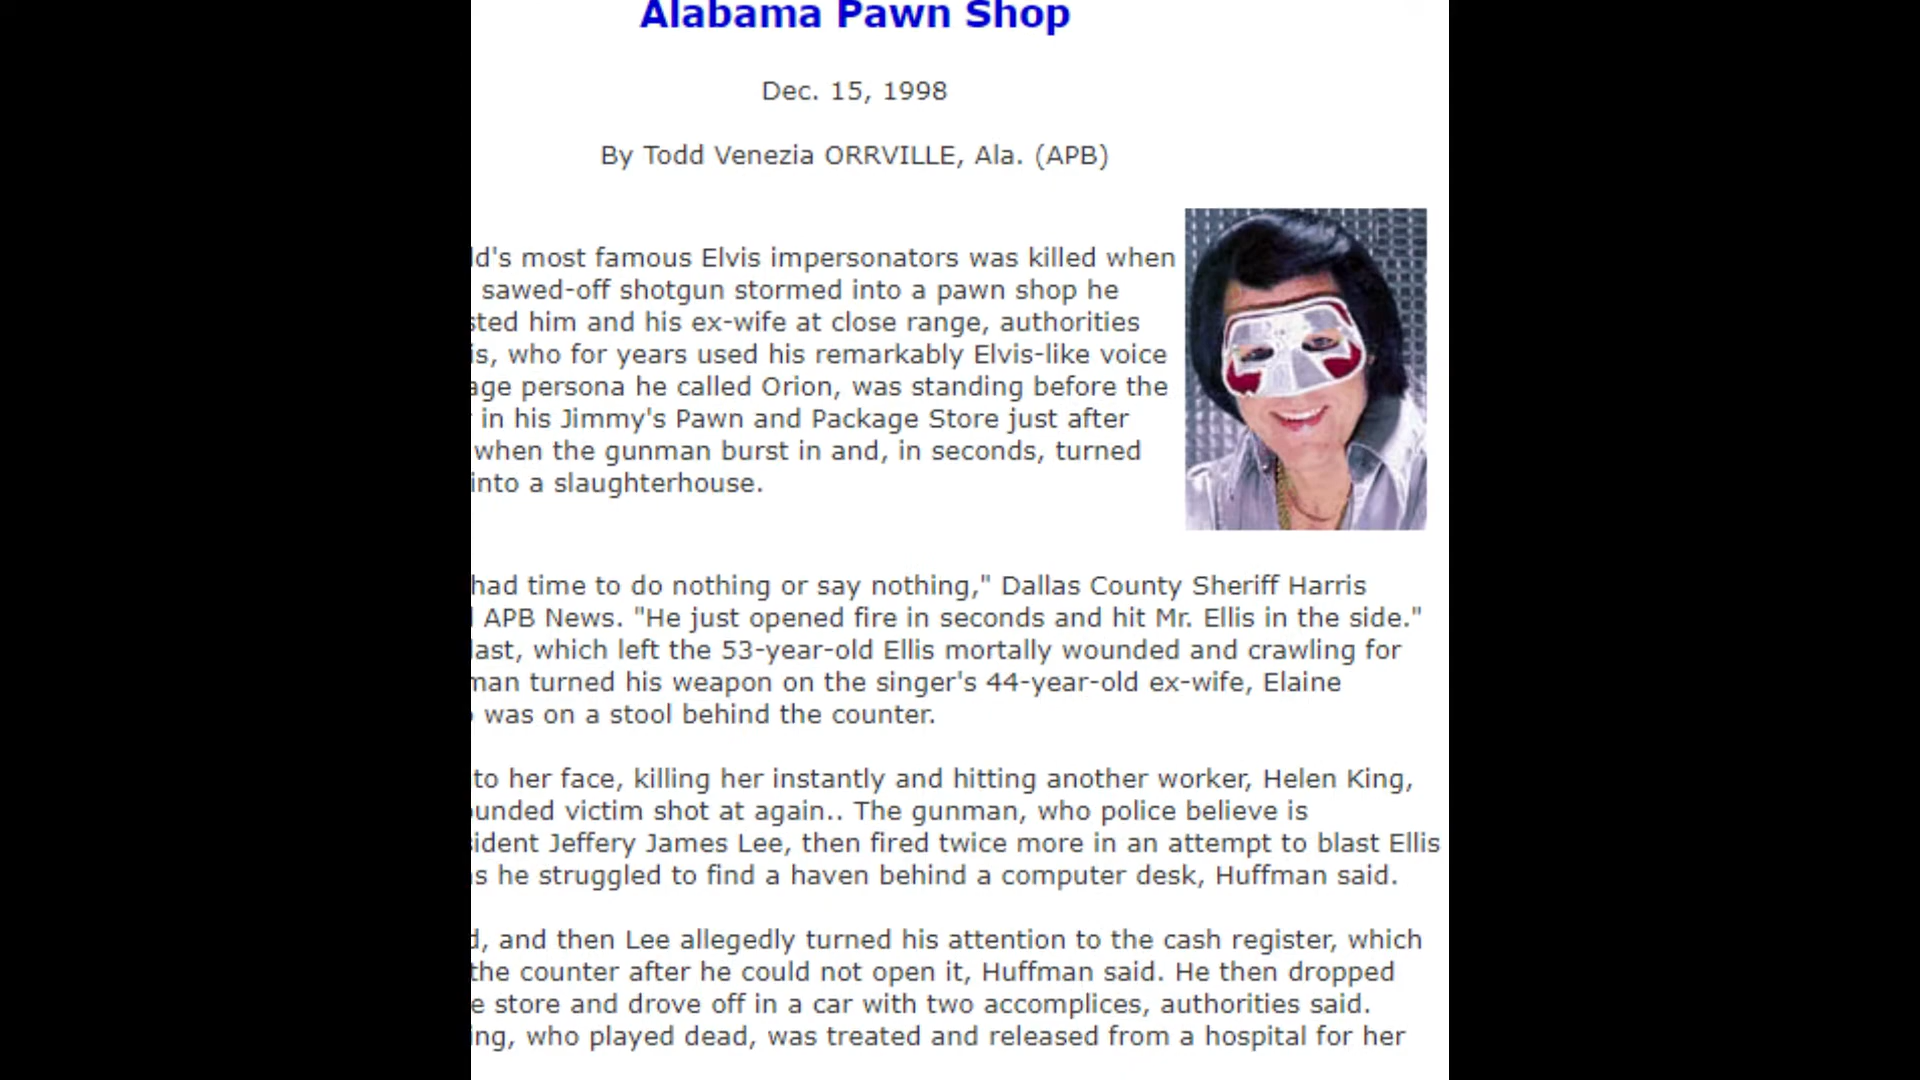 Alabama Pawn Shop
Dec. 15, 1998
By Todd Venezia ORRVILLE, Ala. (APB)
ld's most famous Elvis impersonators was killed when
sawed-off shotgun stormed into a pawn shop he
sted him and his ex-wife at close range, authorities
is, who for years used his remarkably Elvis-like voice
age persona he called Orion, was standing before the
in his Jimmy's Pawn and Package Store just after
when the gunman burst in and, in seconds, turned
into a slaughterhouse.
had time to do nothing or say nothing," Dallas County Sheriff Harris
APB News. "He just opened fire in seconds and hit Mr. Ellis in the side."
last, which left the 53-year-old Ellis mortally wounded and crawling for
man turned his weapon on the singer's 44-year-old ex-wife, Elaine
was on a stool behind the counter.
to her face, killing her instantly and hitting another worker, Helen King,
ounded victim shot at again.. The gunman, who police believe is
sident Jeffery James Lee, then fired twice more in an attempt to blast Ellis
as he struggled to find a haven behind a computer desk, Huffman said.
d, and then Lee allegedly turned his attention to the cash register, which
the counter after he could not open it, Huffman said. He then dropped
e store and drove off in a car with two accomplices, authorities said.
ing, who played dead, was treated and released from a hospital for her